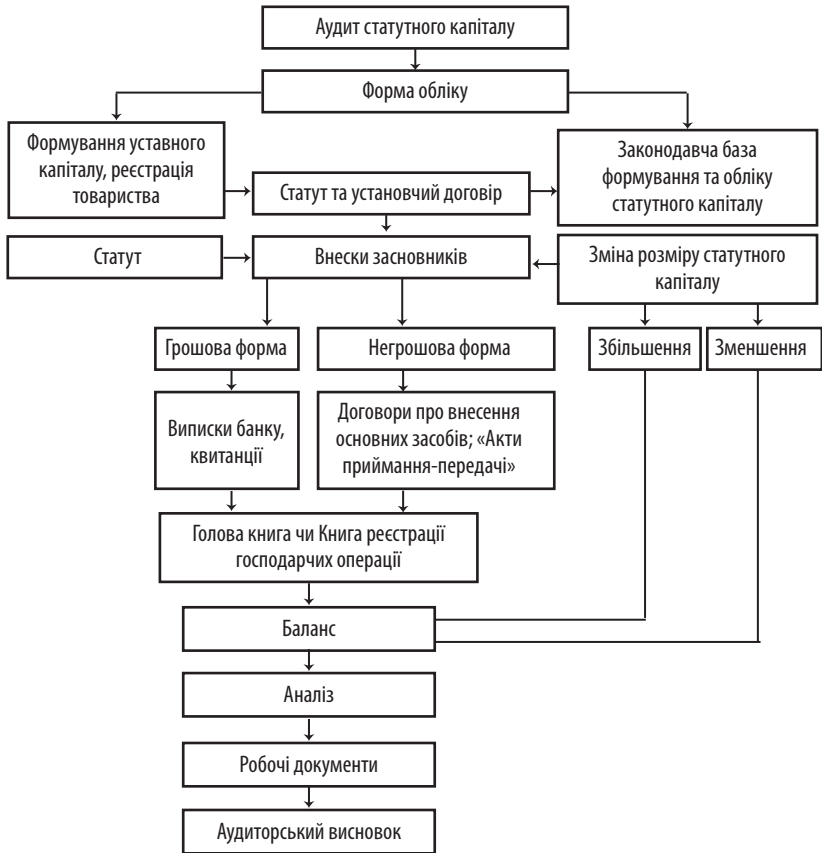 Аудит статутного капіталу
Форма обліку
Формування уставного
капіталу, реєстрація
товариства
Статут та установчий договір
Законодавча база
формування та обліку
статутного капіталу
Статут
Внески засновників
Зміна розміру статутного
капіталу
Грошова форма
Негрошова форма
Збільшення
Зменшення
Виписки банку,
квитанції
Договори про внесення
основних засобів; «Акти
приймання-передачі»
Голова книга чи Книга реєстрації
господарчих операції
Баланс
Аналіз
Робочі документи
Аудиторський висновок